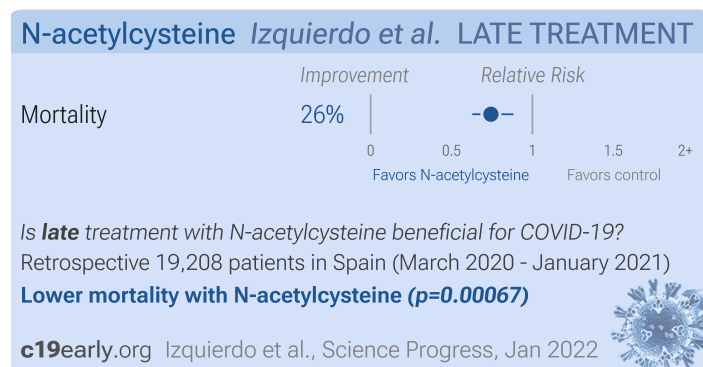 N-acetylcysteine Izquierdo et al. LATE TREATMENT
Improvement Relative Risk
Mortality 26%
0 0.5 1 1.5 2+
Favors N-acetylcysteine Favors control
Is late treatment with N-acetylcysteine beneficial for COVID-19?
Retrospective 19,208 patients in Spain (March 2020 - January 2021)
Lower mortality with N-acetylcysteine (p=0.00067)
c19early.org Izquierdo et al., Science Progress, Jan 2022